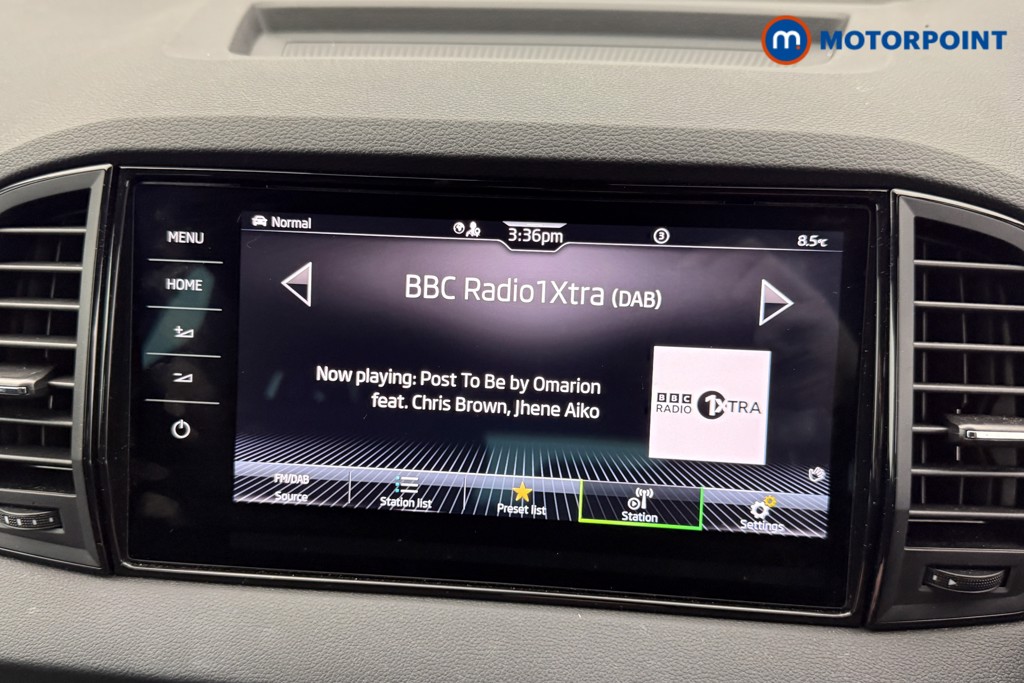 m MOTORPOINT
Normal
3:36pm
3
8.5°C
MENU
HOME
BBC Radio1Xtra (DAB)
Now playing: Post To Be by Omarion
feat. Chris Brown, Jhene Aiko
BBC
RADIO 1XTRA
FM/DAB
Source
Station list
Preset list
Station
Settings